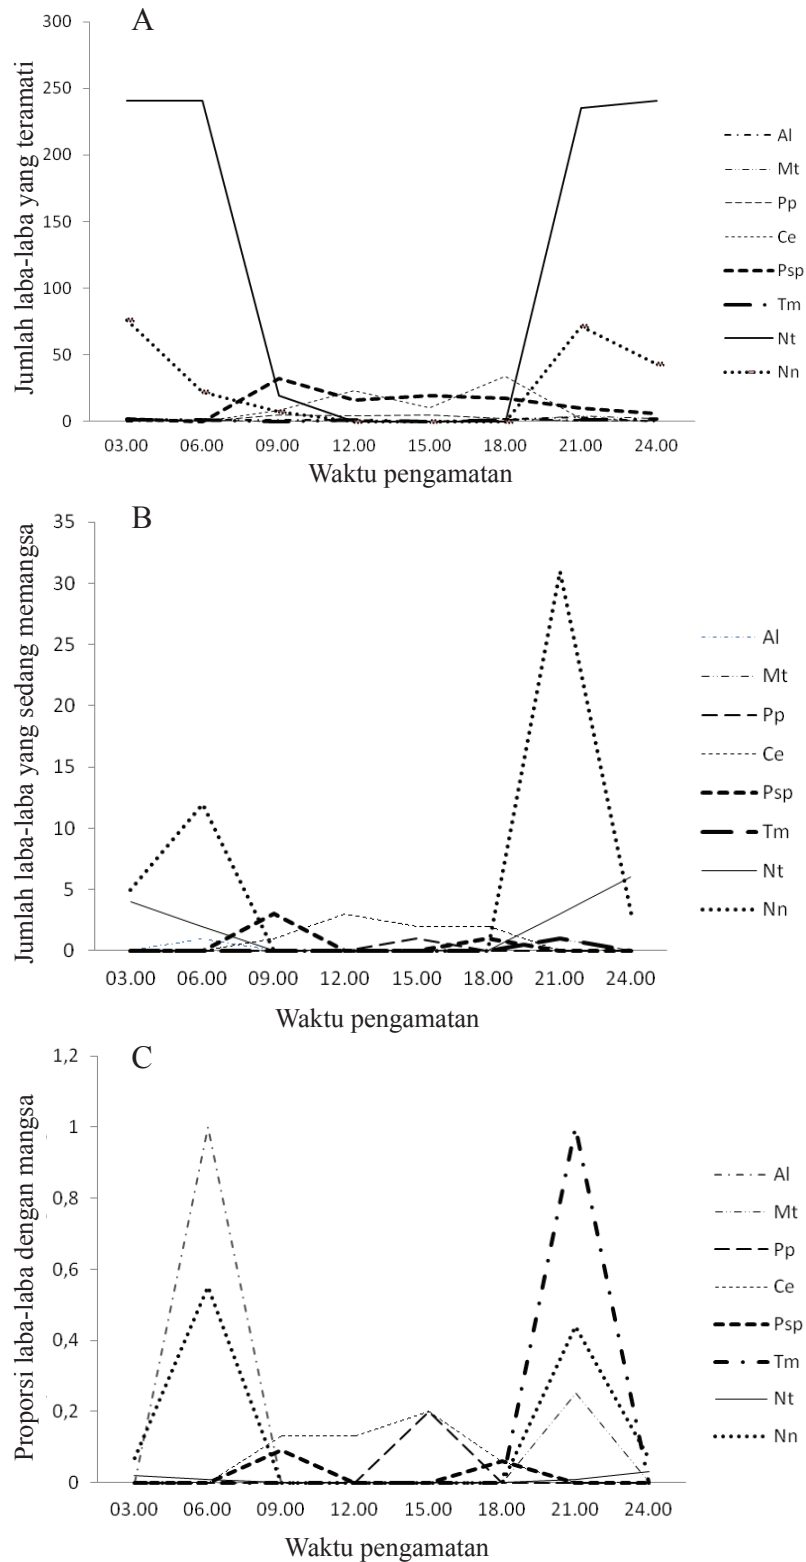 A
Jumlah laba-laba yang teramati
300
250
200
150
100
50
0
03.00 06.00 09.00 12.00 15.00 18.00 21.00 24.00
Waktu pengamatan
Al
Mt
Pp
Ce
Psp
Tm
Nt
Nn
B
Jumlah laba-laba yang sedang memangsa
35
30
25
20
15
10
5
0
03.00 06.00 09.00 12.00 15.00 18.00 21.00 24.00
Waktu pengamatan
Al
Mt
Pp
Ce
Psp
Tm
Nt
Nn
C
Proporsi laba-laba dengan mangsa
1,2
1
0,8
0,6
0,4
0,2
0
03.00 06.00 09.00 12.00 15.00 18.00 21.00 24.00
Waktu pengamatan
Al
Mt
Pp
Ce
Psp
Tm
Nt
Nn